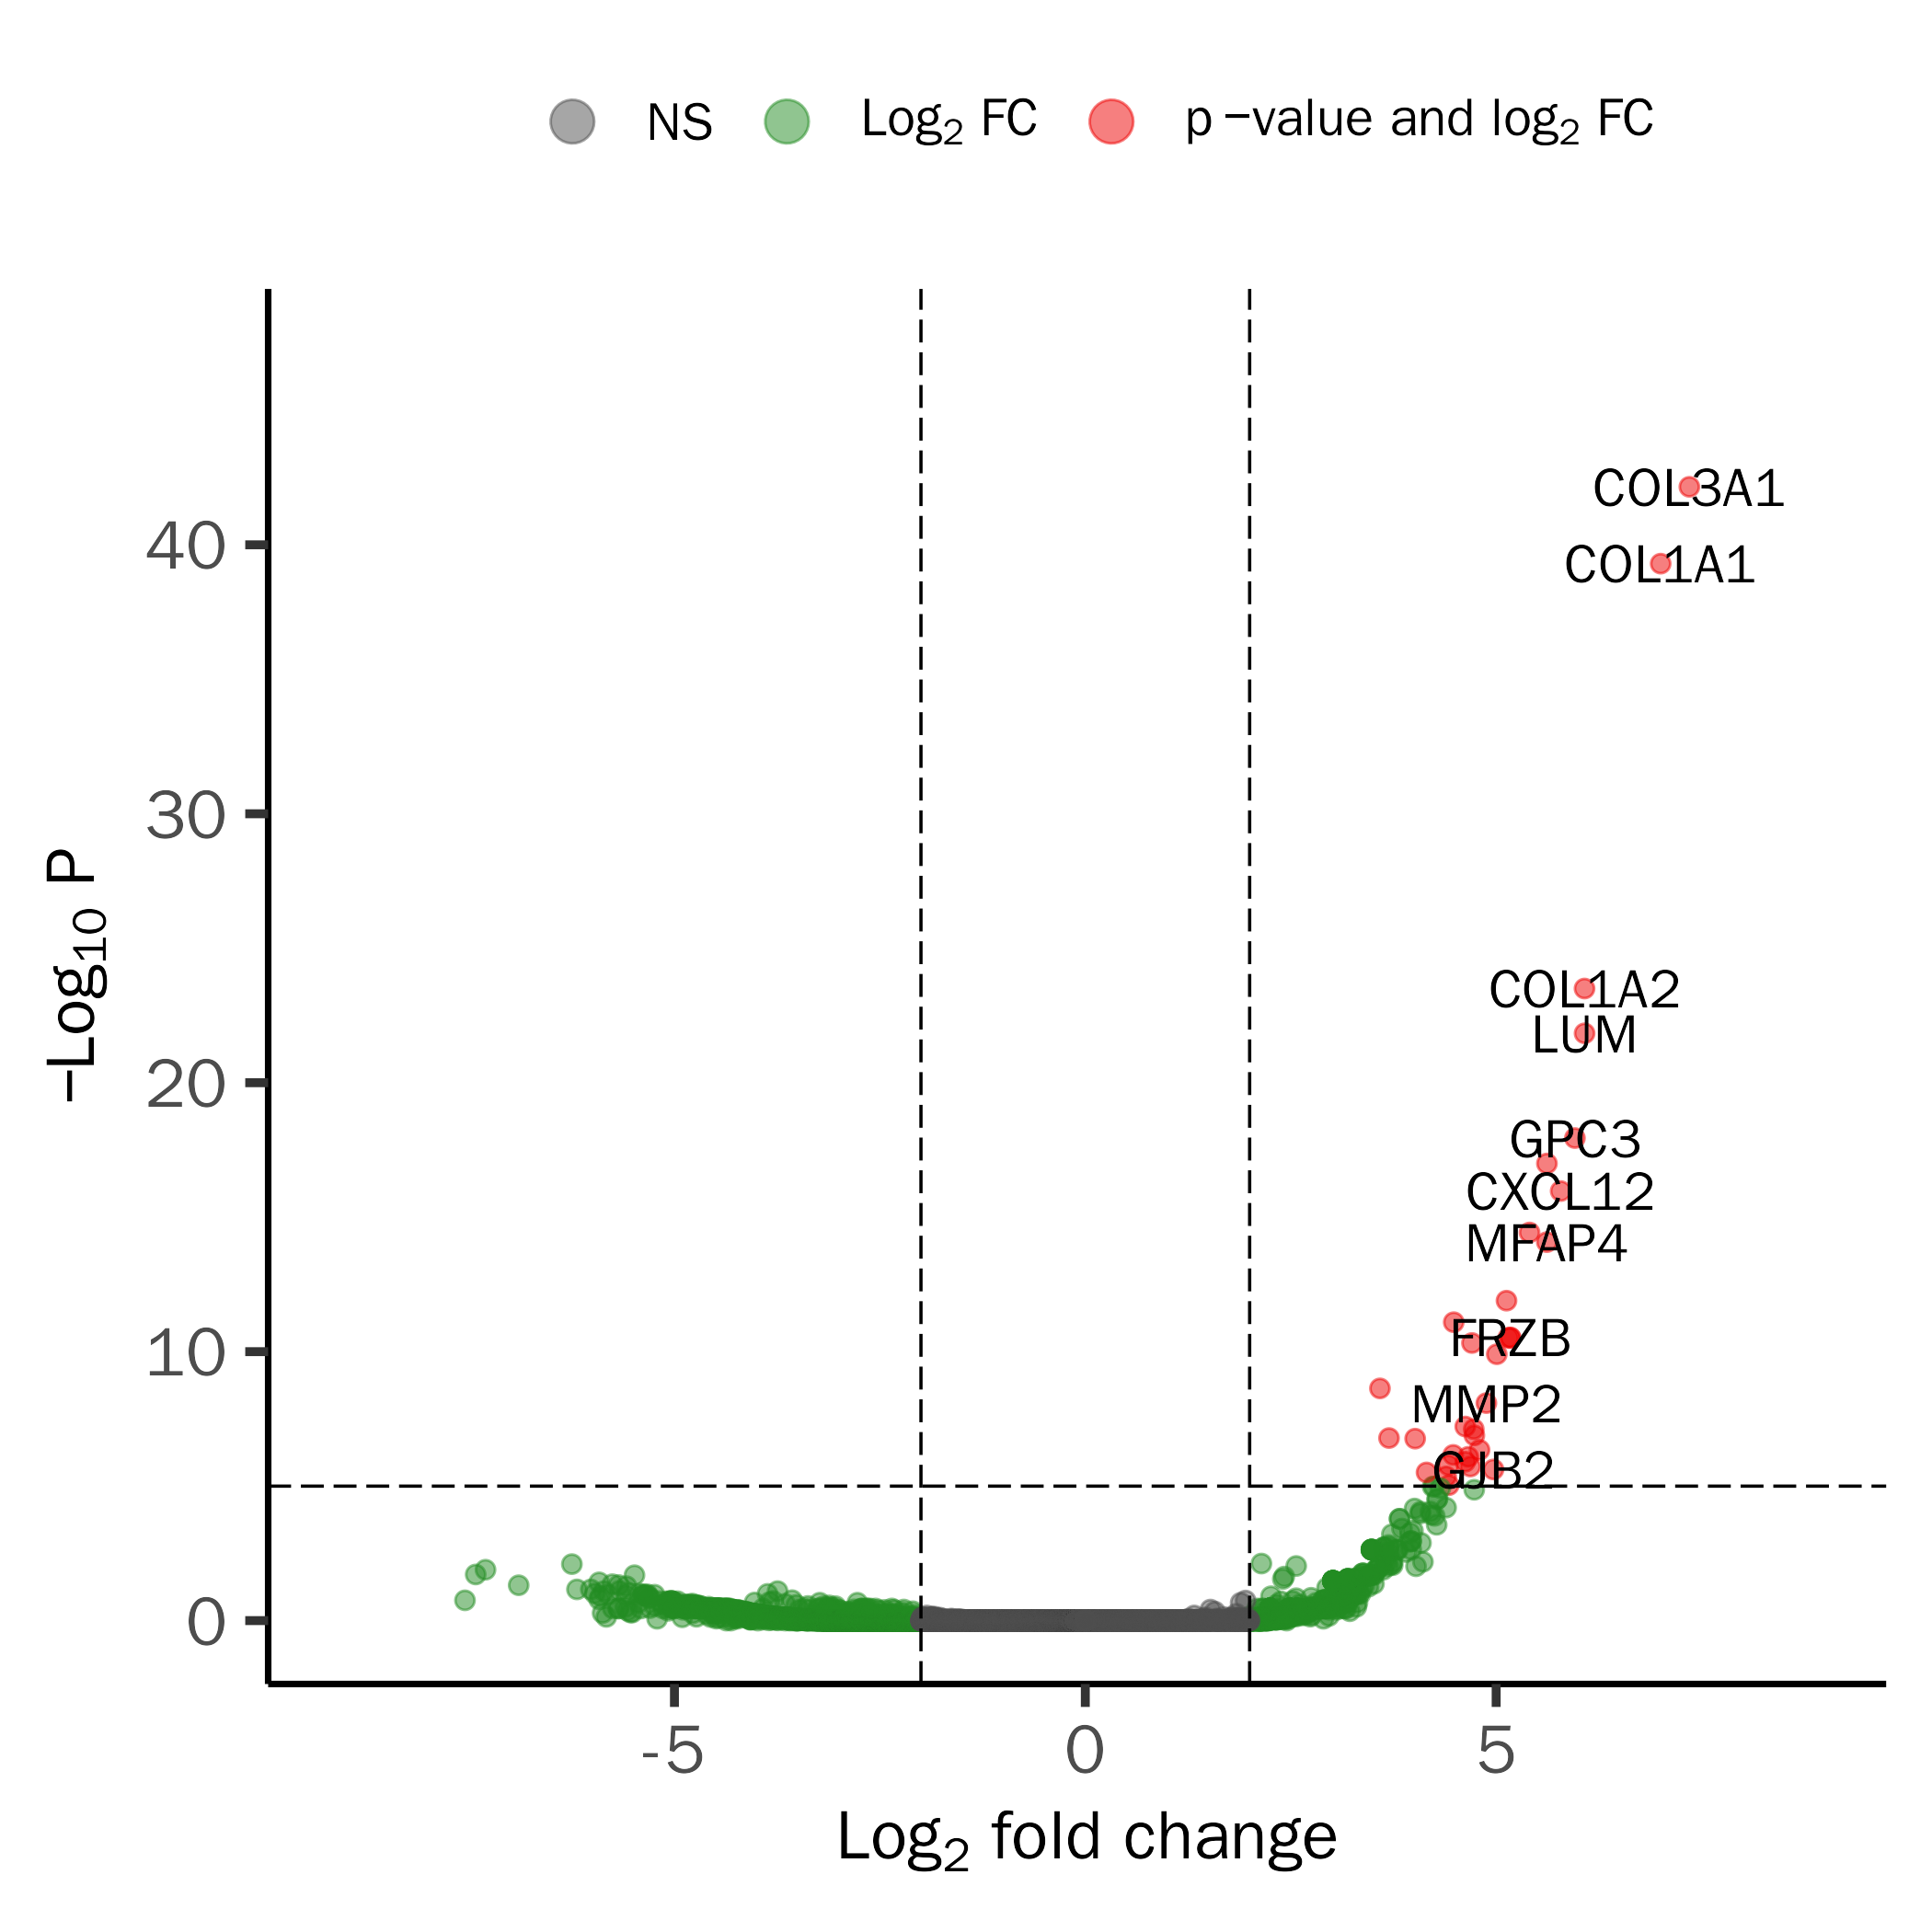 NS Log2 FC p −value and log2 FC
COL3A1
40
COL1A1
30
COL1A2
LUM
20
GPC3
CXCL12
MFAP4
10
FRZB
MMP2
GJB2
0
−Log10 P
-5 0 5
Log2 fold change